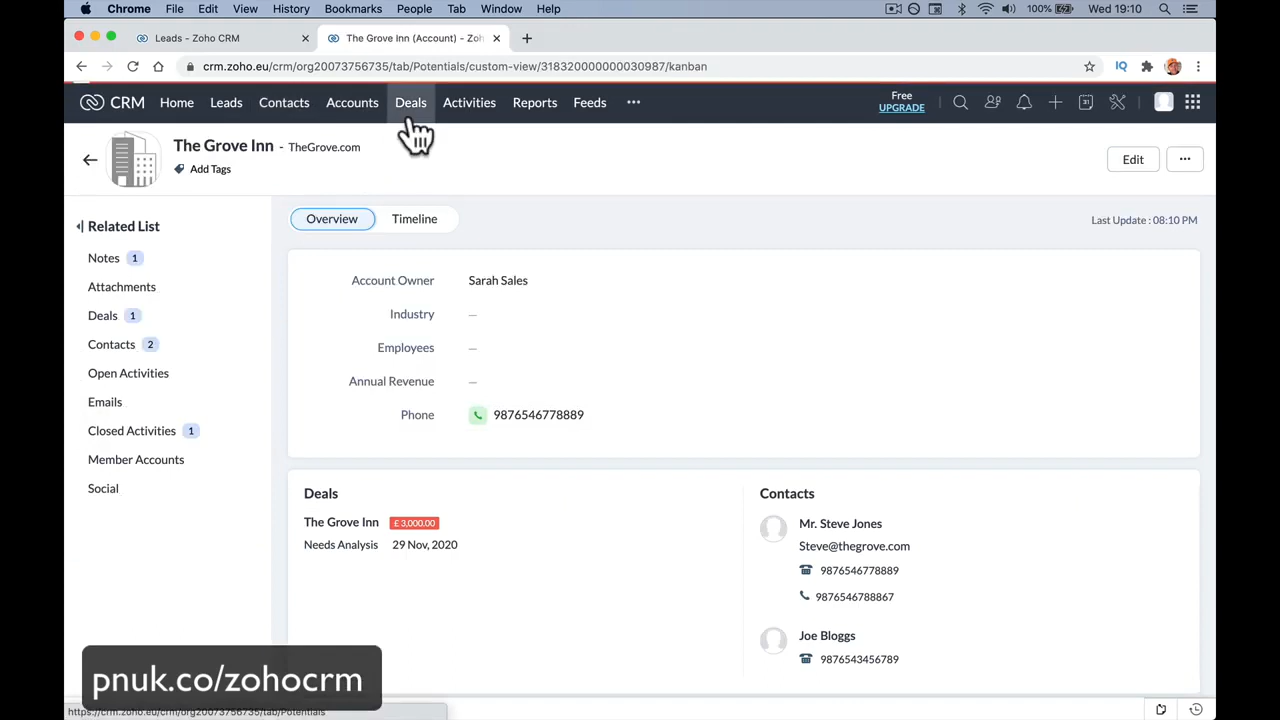 Chrome File Edit View History Bookmarks People Tab Window Help 100% Wed 19:10
Leads - Zoho CRM The Grove Inn (Account) - Zoh
crm.zoho.eu/crm/org20073756735/tab/Potentials/custom-view/318320000000030987/kanban IQ
CRM Home Leads Contacts Accounts Deals Activities Reports Feeds Free
UPGRADE 31
The Grove Inn - TheGrove.com
Add Tags
Edit
Related List
Notes 1
Attachments
Deals 1
Contacts 2
Open Activities
Emails
Closed Activities 1
Member Accounts
Social
Overview Timeline
Last Update : 08:10 PM
Account Owner Sarah Sales
Industry —
Employees —
Annual Revenue —
Phone 9876546778889
Deals
The Grove Inn £ 3,000.00
Needs Analysis 29 Nov, 2020
Contacts
Mr. Steve Jones
Steve@thegrove.com
9876546778889
9876546788867
Joe Bloggs
9876543456789
pnuk.co/zohocrm
https://crm.zoho.eu/crm/org20073756735/tab/Potentials